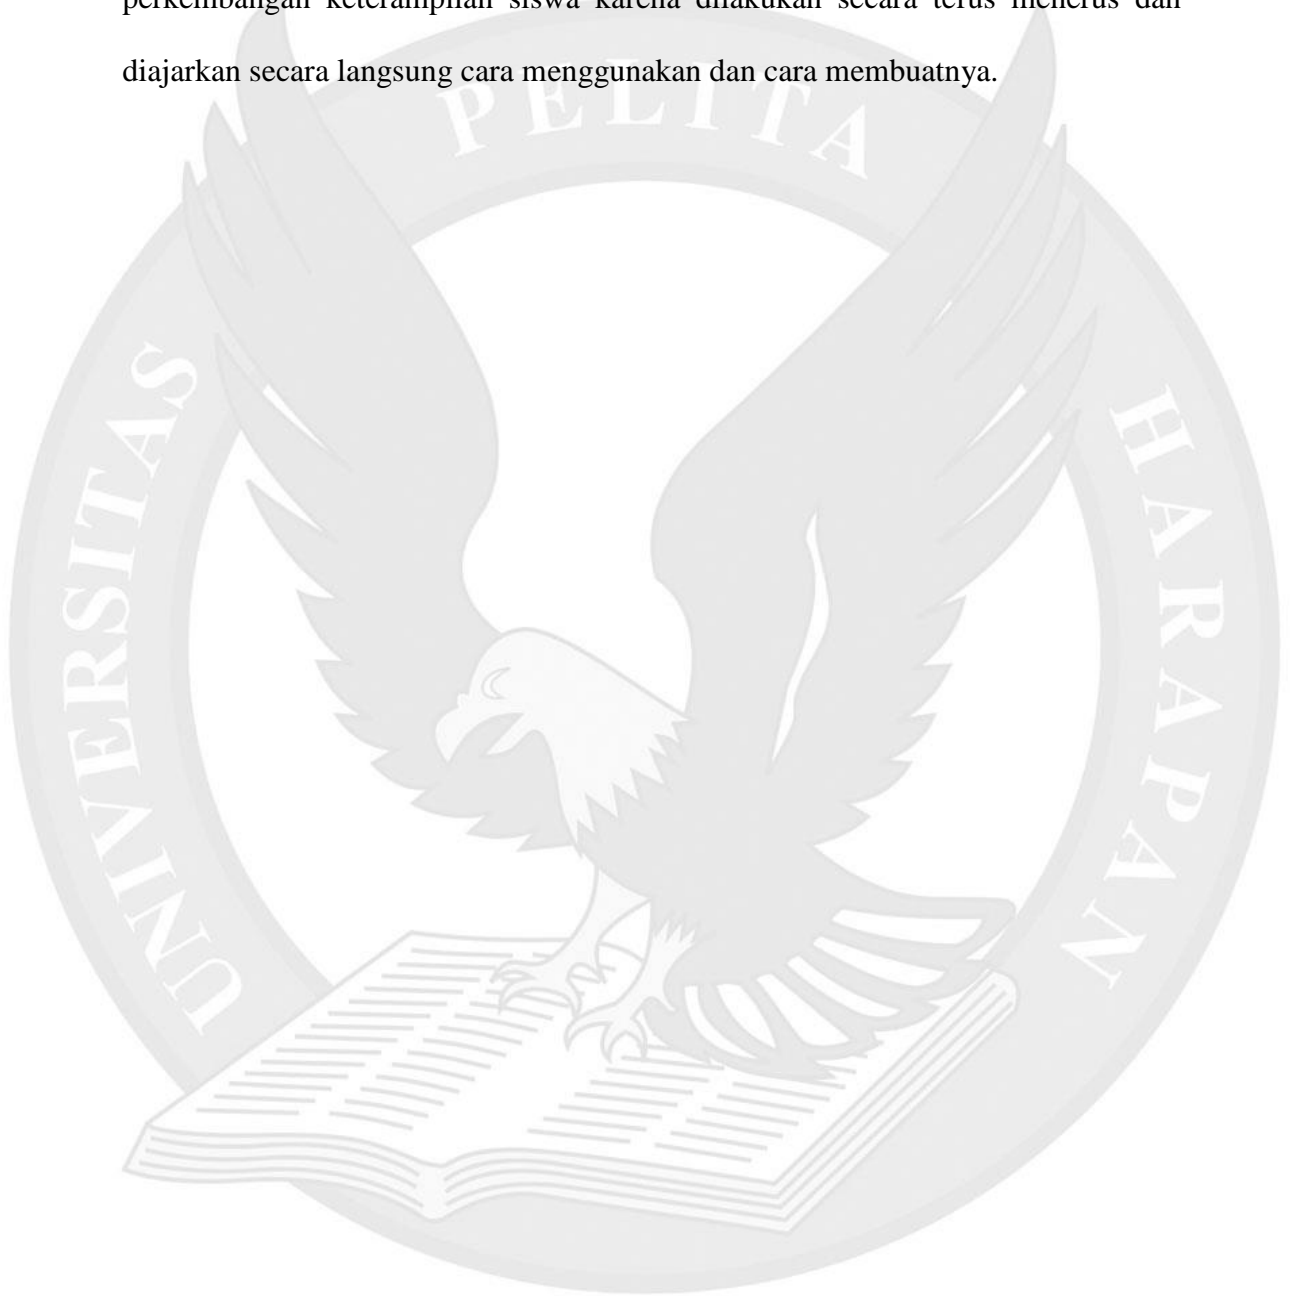 perkembangan keterampilan siswa karena dilakukan secara terus menerus dan
diajarkan secara langsung cara menggunakan dan cara membuatnya.
UNIVERSITAS
PELITA
HARAPAN